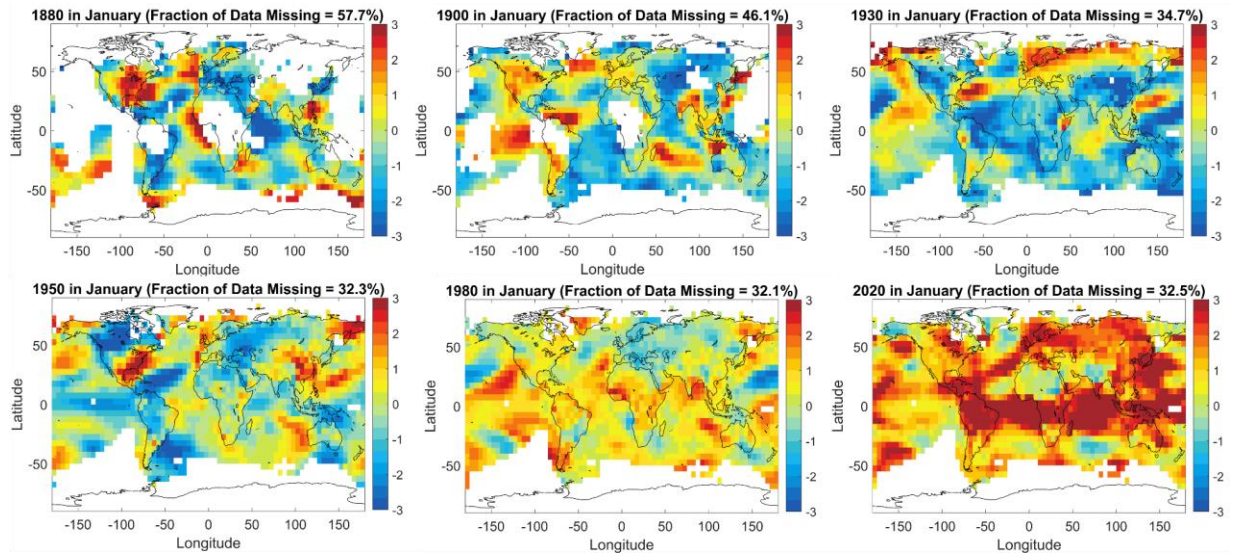 1880 in January (Fraction of Data Missing = 57.7%)
3
2
1
0
-1
-2
-3
50
0
-50
Latitude
-150 -100 -50 0 50 100 150
Longitude
1900 in January (Fraction of Data Missing = 46.1%)
3
2
1
0
-1
-2
-3
50
0
-50
Latitude
-150 -100 -50 0 50 100 150
Longitude
1930 in January (Fraction of Data Missing = 34.7%)
3
2
1
0
-1
-2
-3
50
0
-50
Latitude
-150 -100 -50 0 50 100 150
Longitude
1950 in January (Fraction of Data Missing = 32.3%)
3
2
1
0
-1
-2
-3
50
0
-50
Latitude
-150 -100 -50 0 50 100 150
Longitude
1980 in January (Fraction of Data Missing = 32.1%)
3
2
1
0
-1
-2
-3
50
0
-50
Latitude
-150 -100 -50 0 50 100 150
Longitude
2020 in January (Fraction of Data Missing = 32.5%)
3
2
1
0
-1
-2
-3
50
0
-50
Latitude
-150 -100 -50 0 50 100 150
Longitude